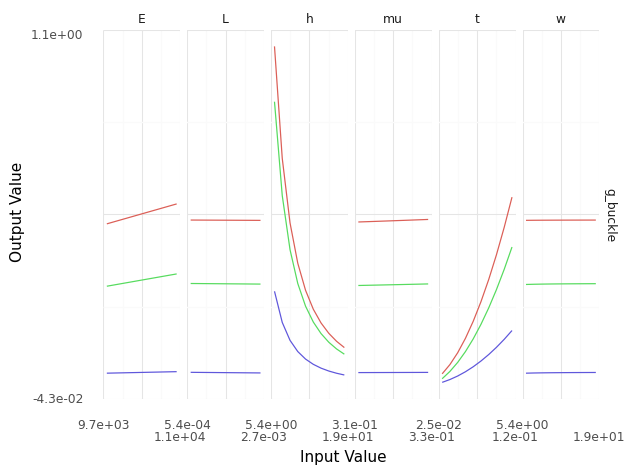 E L h mu t w
1.1e+00
Output Value
g_buckle
-4.3e-02
9.7e+03 5.4e-04 5.4e+00 3.1e-01 2.5e-02 5.4e+00
1.1e+04 2.7e-03 1.9e+01 3.3e-01 1.2e-01 1.9e+01
Input Value